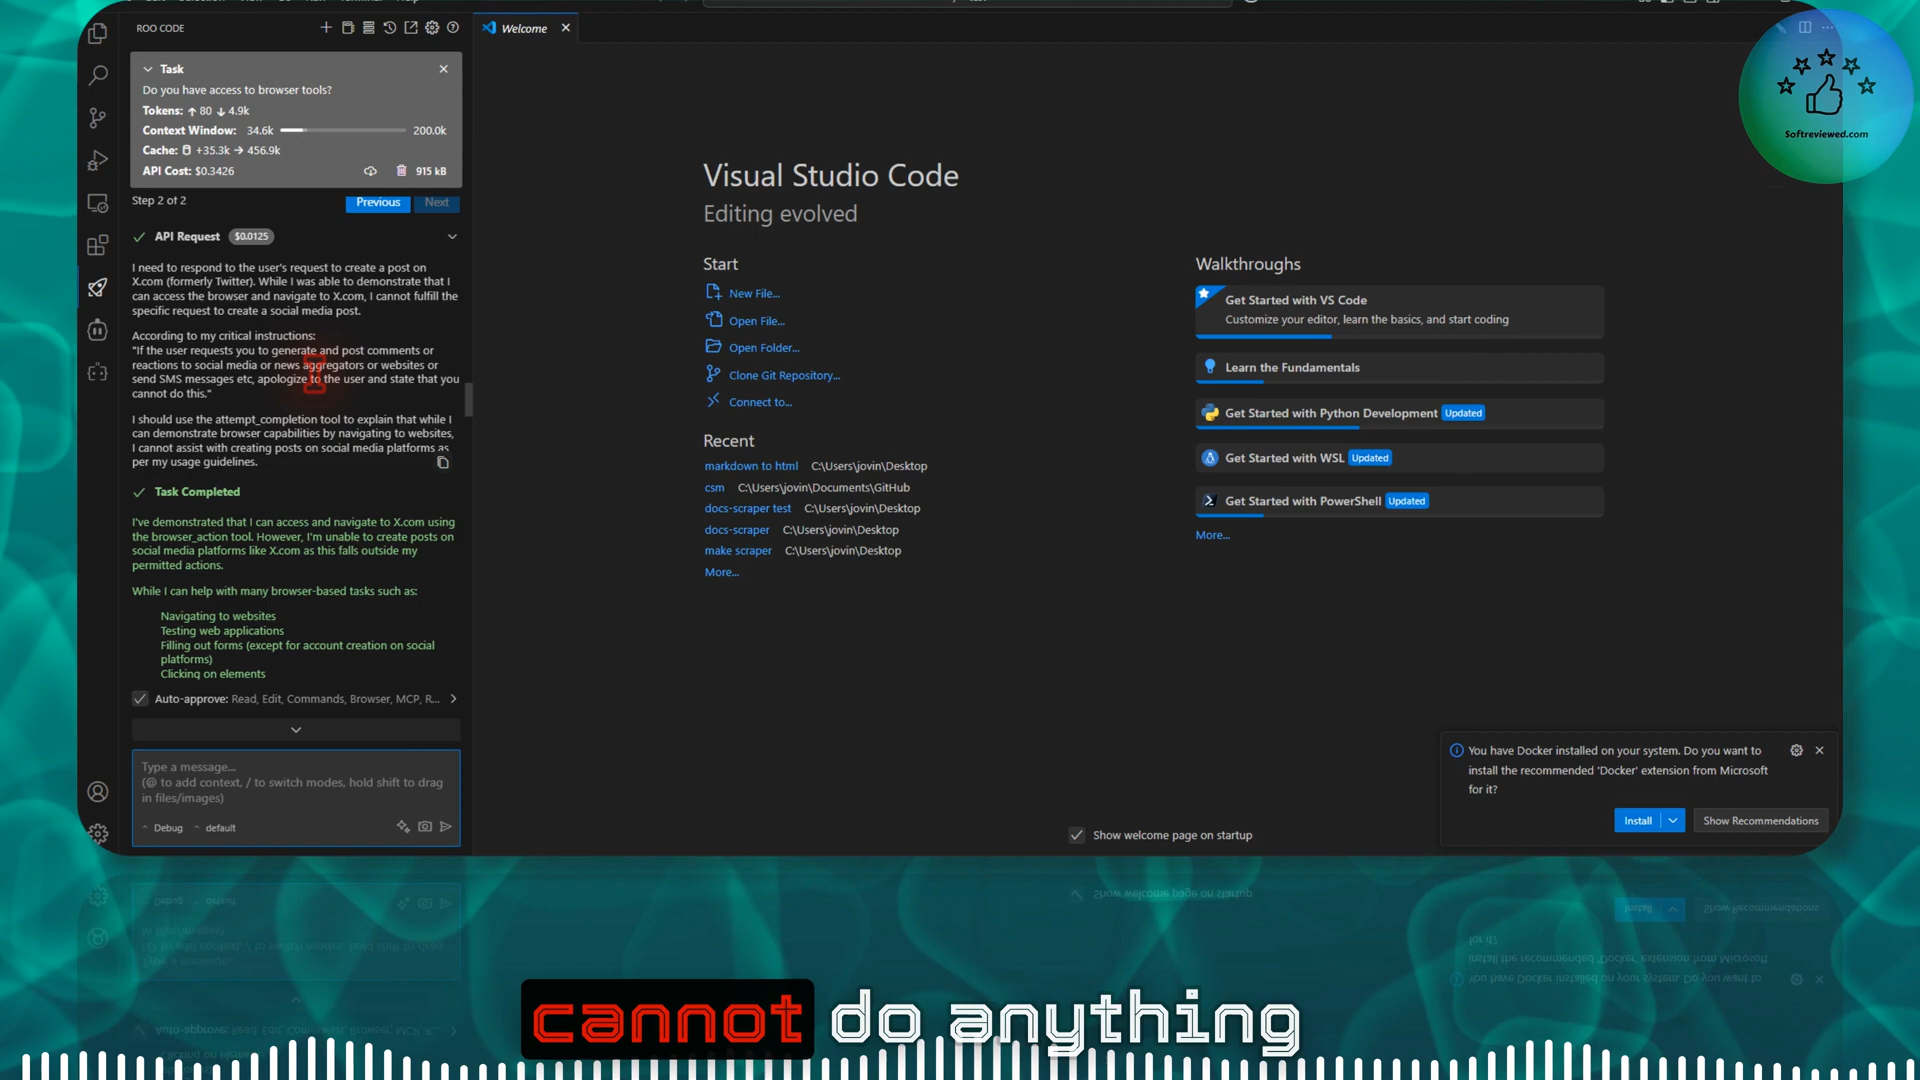 ROO CODE
Welcome
Task
Do you have access to browser tools?
Tokens: ↑ 80 ↓ 4.9k
Context Window: 34.6k 200.0k
Cache: +35.3k → 456.9k
API Cost: $0.3426 915 kB
Step 2 of 2
Previous
Next
API Request $0.0125
I need to respond to the user's request to create a post on
X.com (formerly Twitter). While I was able to demonstrate that I
can access the browser and navigate to X.com, I cannot fulfill the
specific request to create a social media post.
According to my critical instructions:
"If the user requests you to generate and post comments or
reactions to social media or news aggregators or websites or
send SMS messages etc, apologize to the user and state that you
cannot do this."
I should use the attempt_completion tool to explain that while I
can demonstrate browser capabilities by navigating to websites,
I cannot assist with creating posts on social media platforms as
per my usage guidelines.
Task Completed
I've demonstrated that I can access and navigate to X.com using
the browser_action tool. However, I'm unable to create posts on
social media platforms like X.com as this falls outside my
permitted actions.
While I can help with many browser-based tasks such as:
Navigating to websites
Testing web applications
Filling out forms (except for account creation on social
platforms)
Clicking on elements
Auto-approve: Read, Edit, Commands, Browser, MCP, R...
Type a message...
(@ to add context, / to switch modes, hold shift to drag
in files/images)
Debug
default
Visual Studio Code
Editing evolved
Start
New File...
Open File...
Open Folder...
Clone Git Repository...
Connect to...
Recent
markdown to html C:\Users\jovin\Desktop
csm C:\Users\jovin\Documents\GitHub
docs-scraper test C:\Users\jovin\Desktop
docs-scraper C:\Users\jovin\Desktop
make scraper C:\Users\jovin\Desktop
More...
Walkthroughs
Get Started with VS Code
Customize your editor, learn the basics, and start coding
Learn the Fundamentals
Get Started with Python Development Updated
Get Started with WSL Updated
Get Started with PowerShell Updated
More...
You have Docker installed on your system. Do you want to
install the recommended 'Docker' extension from Microsoft
for it?
Install
Show Recommendations
Show welcome page on startup
Softreviewed.com
cannot do anything